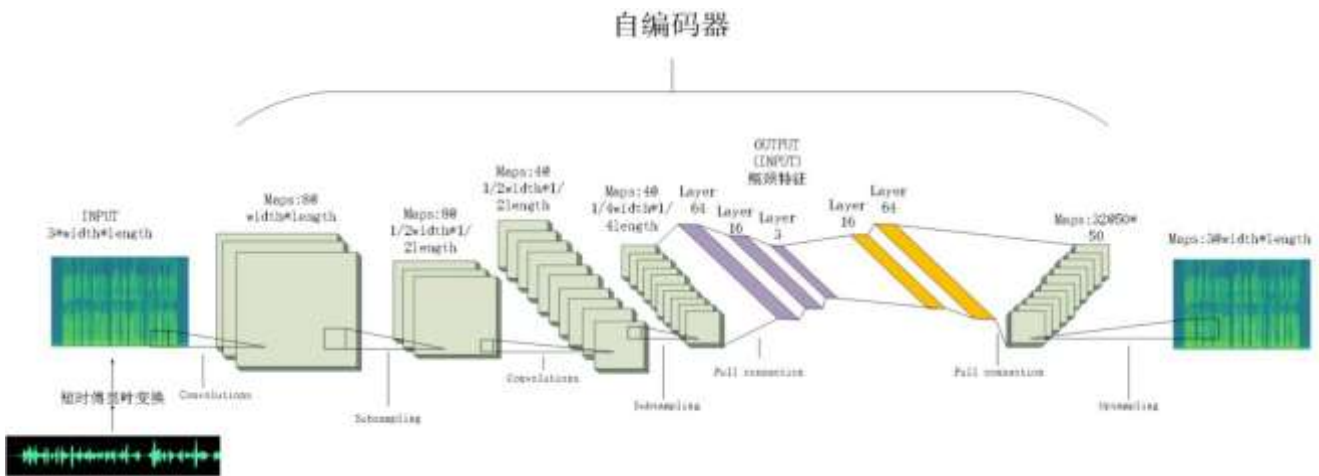 自编码器
INPUT
3*width*length
Maps:8@
width*length
Maps:8@
1/2width*1/
2length
Maps:4@
1/2width*1/
2length
Maps:4@
1/4width*1/
4length
Layer
64
Layer
16
Layer
3
OUTPUT
(INPUT)
瓶颈特征
Layer
16
Layer
64
Maps:32@50*
50
Maps:3@width*length
Convolutions
Subsampling
Convolutions
Subsampling
Full connection
Full connection
Upsampling
短时傅里叶变换